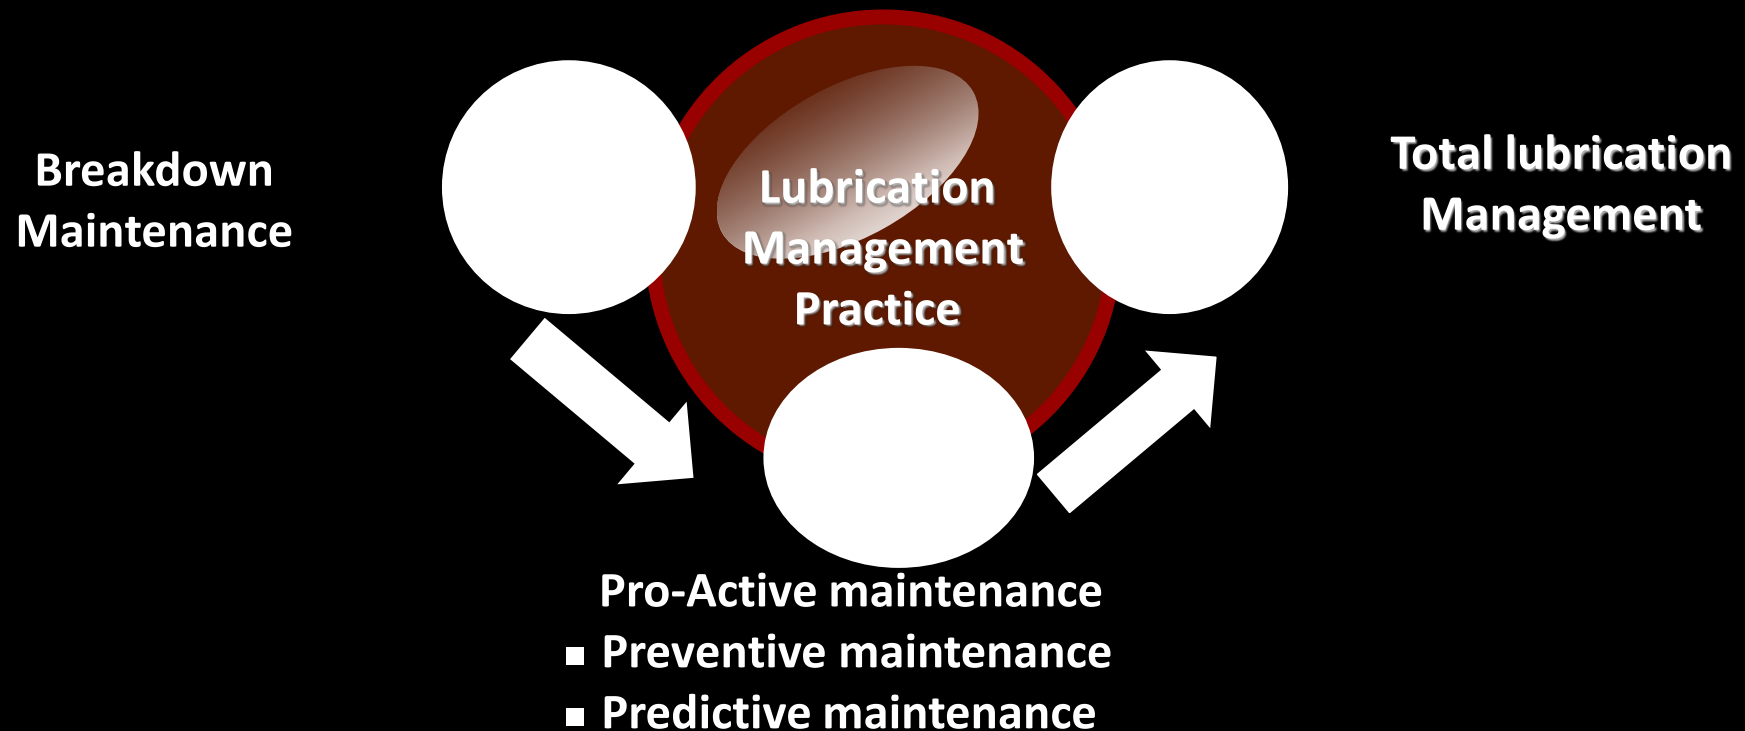 Breakdown
Maintenance
Lubrication
Management
Practice
Total lubrication
Management
Pro-Active maintenance
▪ Preventive maintenance
▪ Predictive maintenance